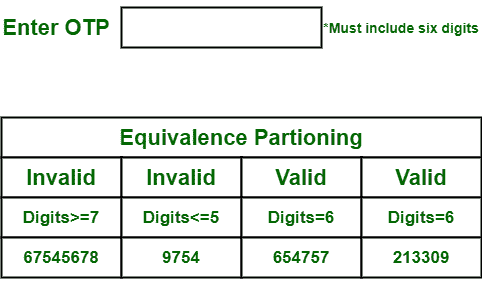 Enter OTP *Must include six digits
Equivalence Partioning
Invalid Invalid Valid Valid
Digits>=7 Digits<=5 Digits=6 Digits=6
67545678 9754 654757 213309